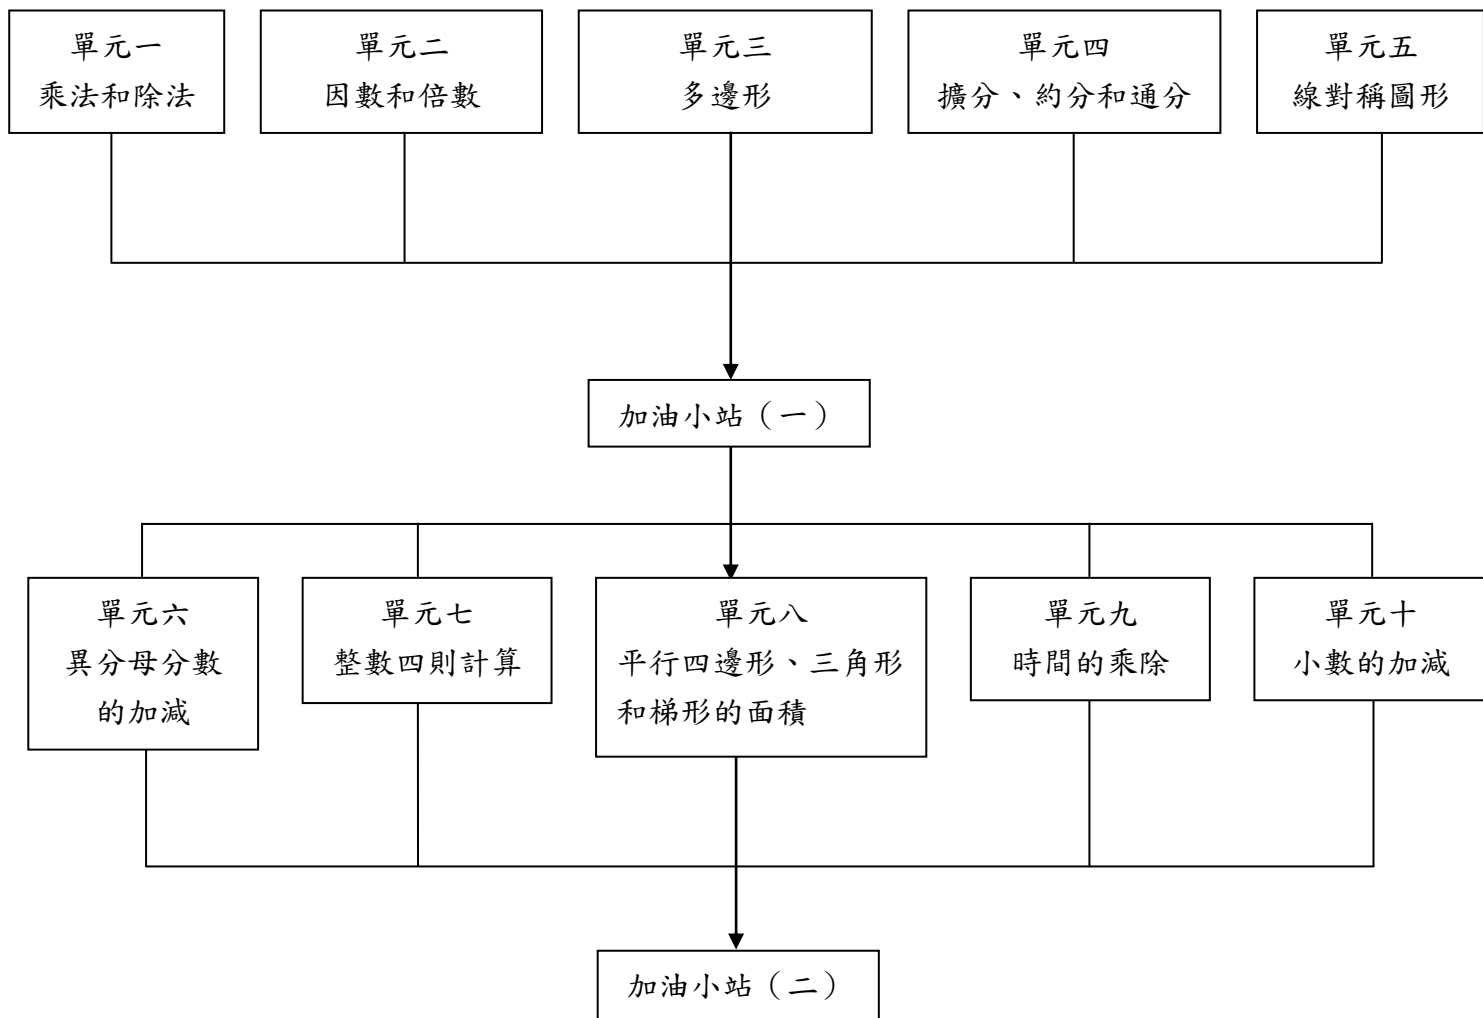 單元一
乘法和除法
單元二
因數和倍數
單元三
多邊形
單元四
擴分、約分和通分
單元五
線對稱圖形
加油小站（一）
單元六
異分母分數
的加減
單元七
整數四則計算
單元八
平行四邊形、三角形
和梯形的面積
單元九
時間的乘除
單元十
小數的加減
加油小站（二）